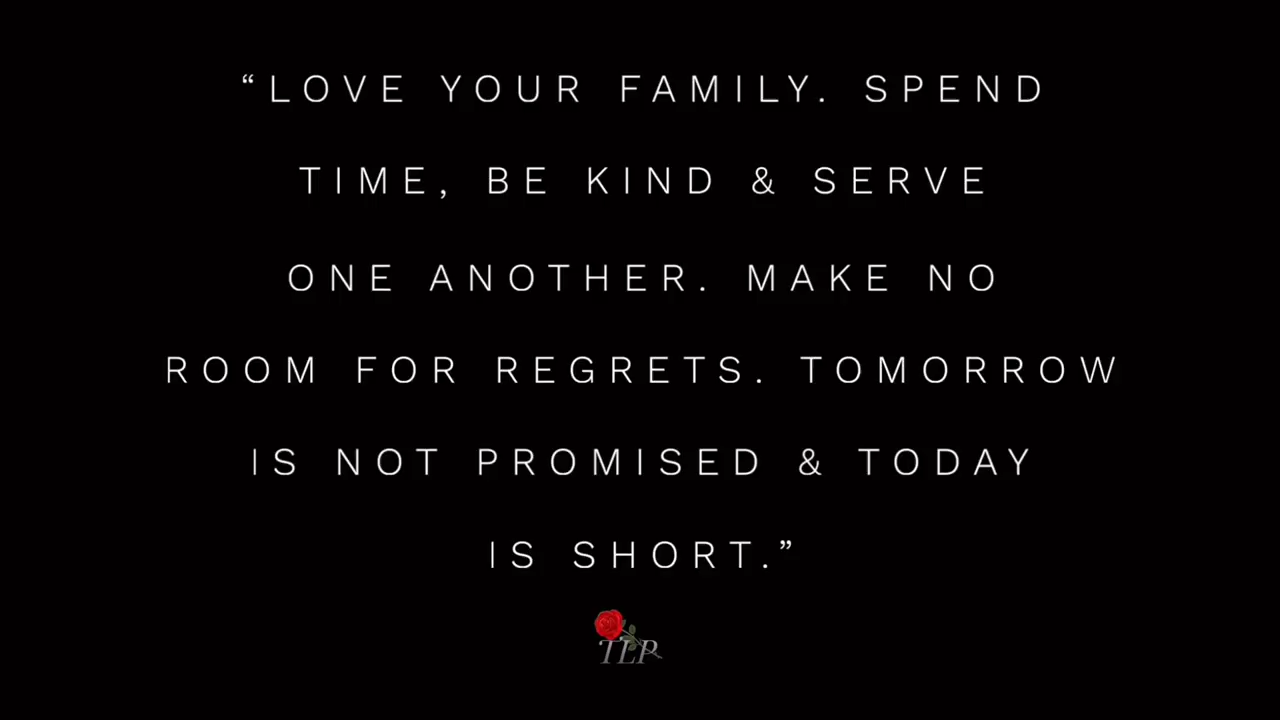 “LOVE YOUR FAMILY. SPEND
TIME, BE KIND & SERVE
ONE ANOTHER. MAKE NO
ROOM FOR REGRETS. TOMORROW
IS NOT PROMISED & TODAY
IS SHORT.”
TLP